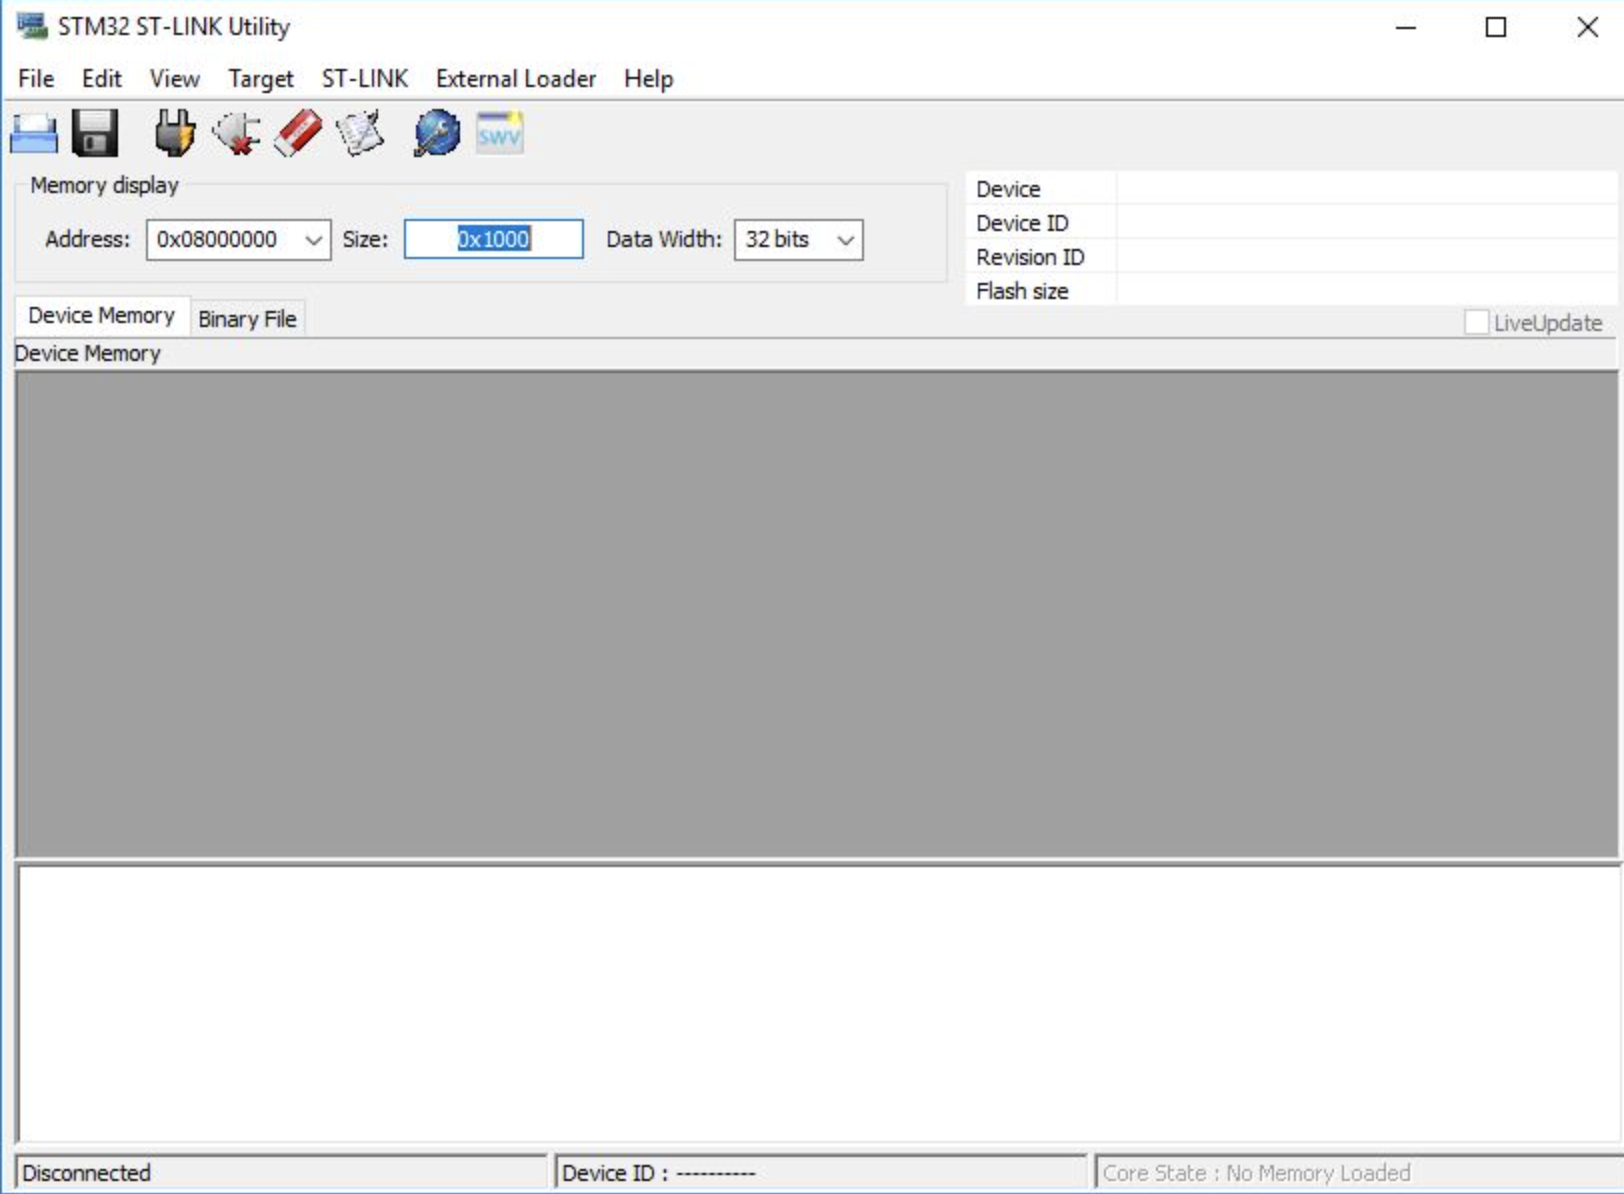 STM32 ST-LINK Utility
File Edit View Target ST-LINK External Loader Help
SWV
Memory display
Address: 0x08000000 Size: 0x1000 Data Width: 32 bits
Device
Device ID
Revision ID
Flash size
Device Memory Binary File
LiveUpdate
Device Memory
Disconnected
Device ID : ----------
Core State : No Memory Loaded